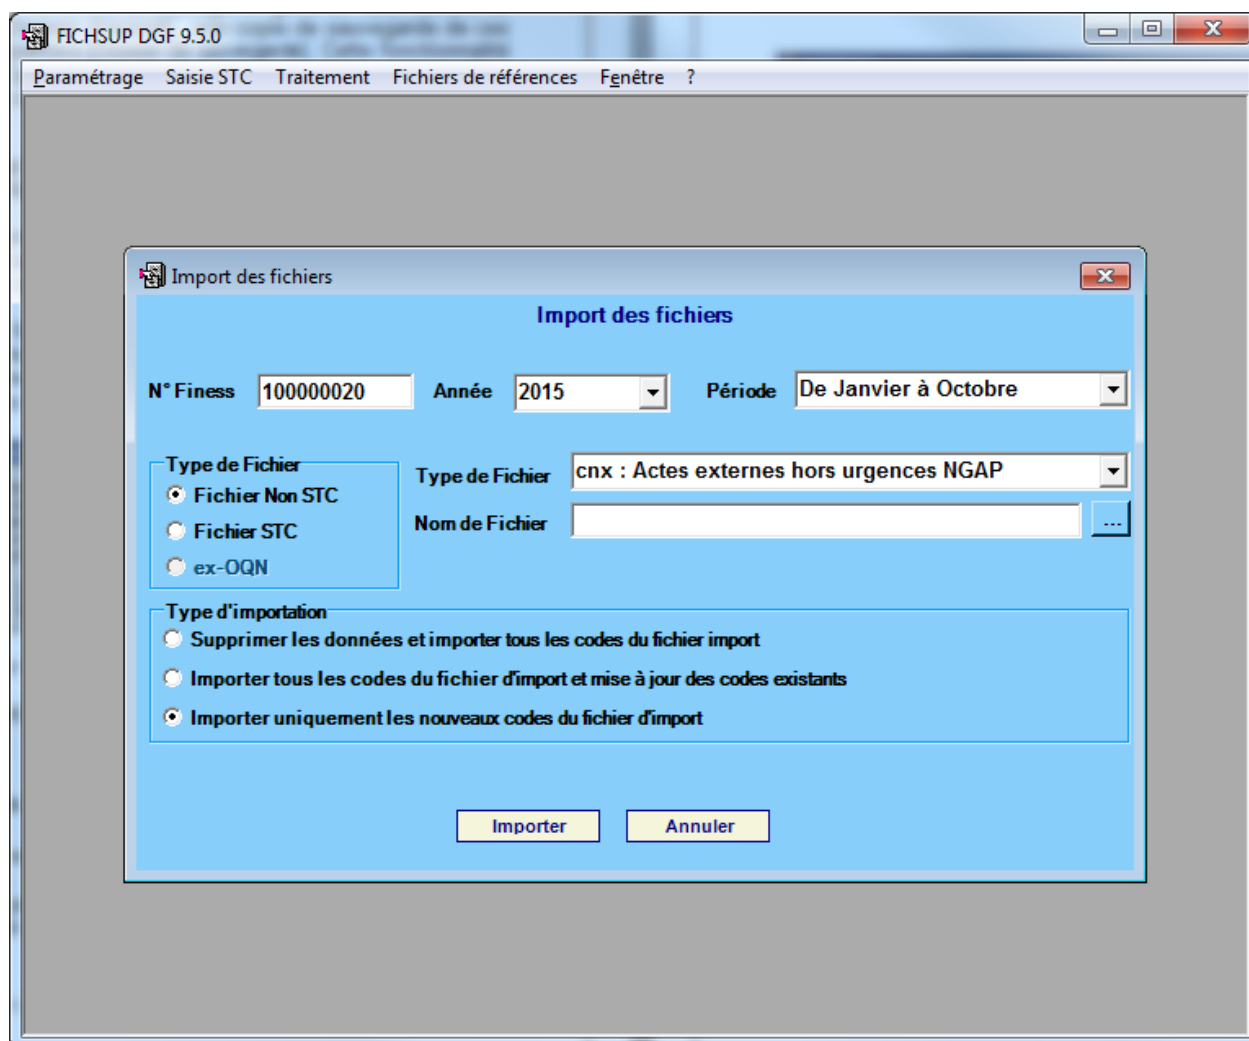 FICHSUP DGF 9.5.0
Paramétrage Saisie STC Traitement Fichiers de références Fenêtre ?
Import des fichiers
Import des fichiers
N° Finess 100000020 Année 2015 Période De Janvier à Octobre
Type de Fichier
Fichier Non STC
Fichier STC
ex-OQN
Type de Fichier cnx : Actes externes hors urgences NGAP
Nom de Fichier ...
Type d'importation
Supprimer les données et importer tous les codes du fichier import
Importer tous les codes du fichier d'import et mise à jour des codes existants
Importer uniquement les nouveaux codes du fichier d'import
Importer Annuler